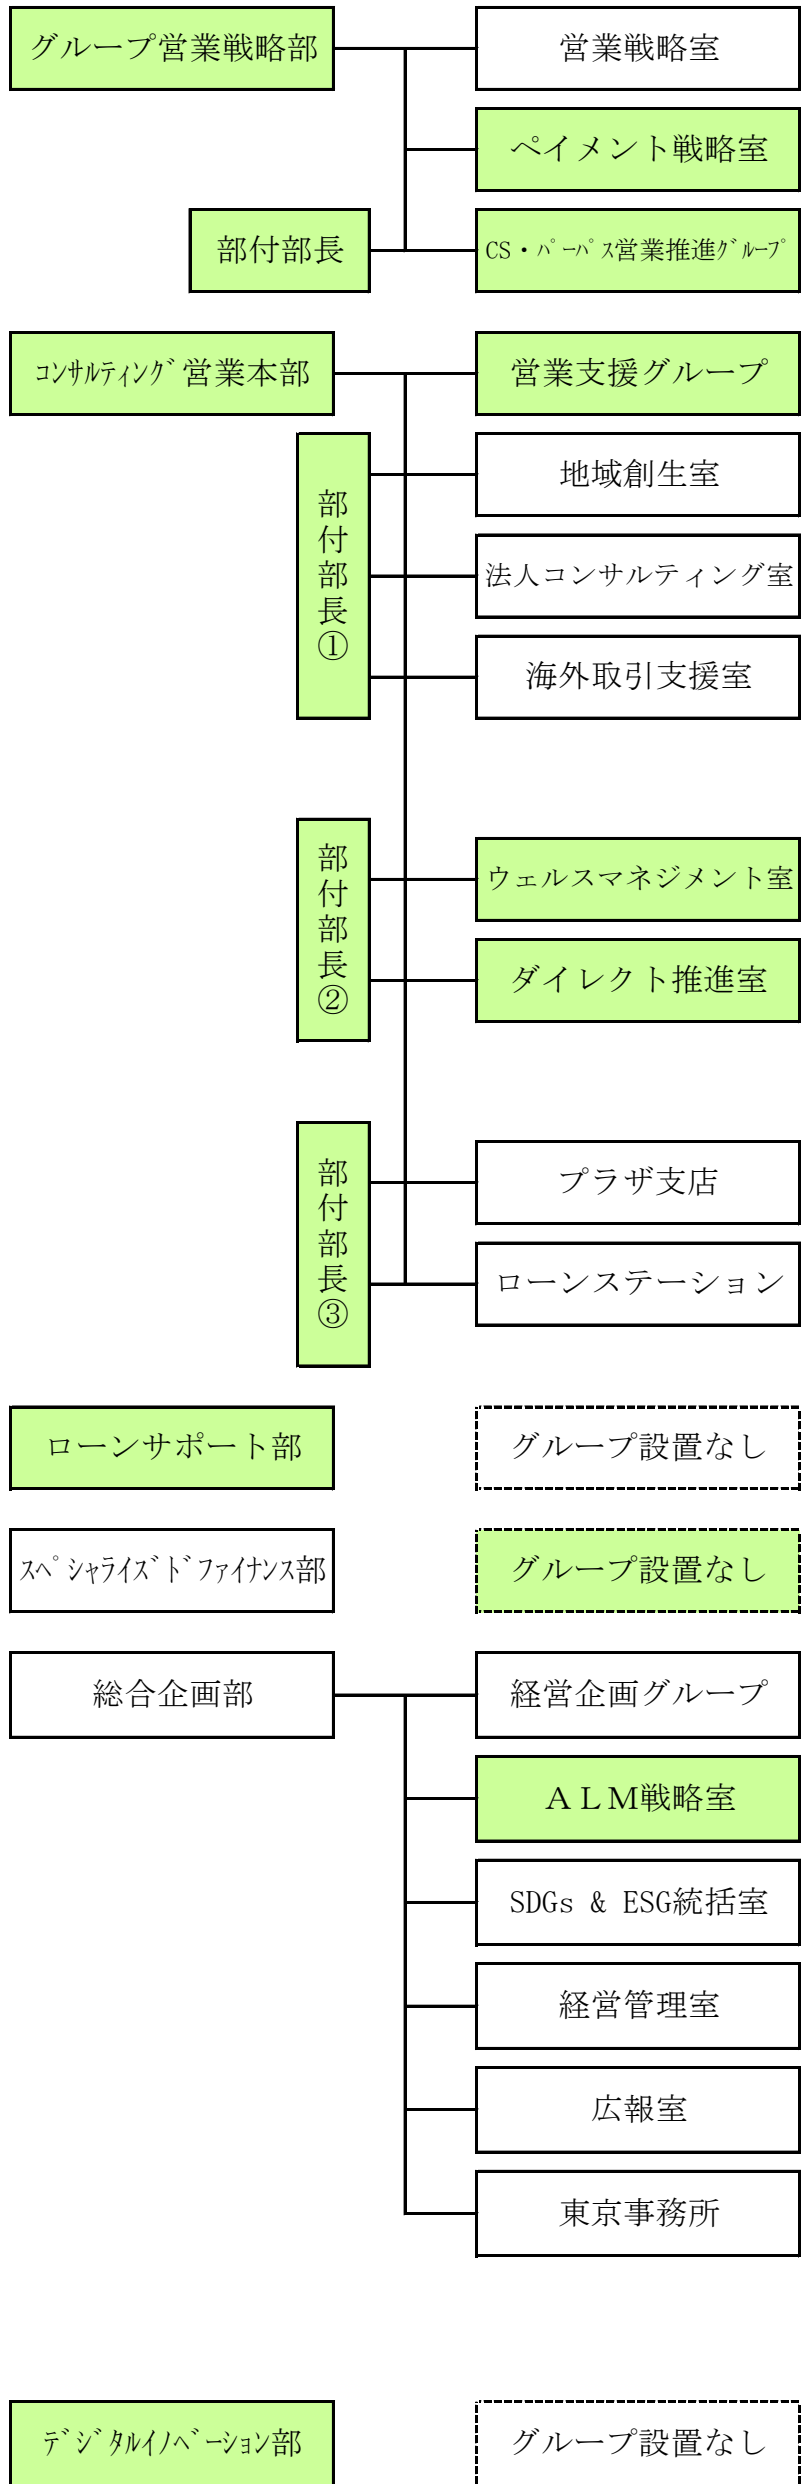 グループ営業戦略部
営業戦略室
ペイメント戦略室
部付部長
CS・ﾊﾟｰﾊﾟｽ営業推進ｸﾞﾙｰﾌﾟ
ｺﾝｻﾙﾃｨﾝｸﾞ営業本部
営業支援グループ
部付部長①
地域創生室
法人コンサルティング室
海外取引支援室
部付部長②
ウェルスマネジメント室
ダイレクト推進室
部付部長③
プラザ支店
ローンステーション
ローンサポート部
グループ設置なし
ｽﾍﾟｼｬﾗｲｽﾞﾄﾞﾌｧｲﾅﾝｽ部
グループ設置なし
総合企画部
経営企画グループ
ＡＬＭ戦略室
SDGs & ESG統括室
経営管理室
広報室
東京事務所
ﾃﾞｼﾞﾀﾙｲﾉﾍﾞｰｼｮﾝ部
グループ設置なし